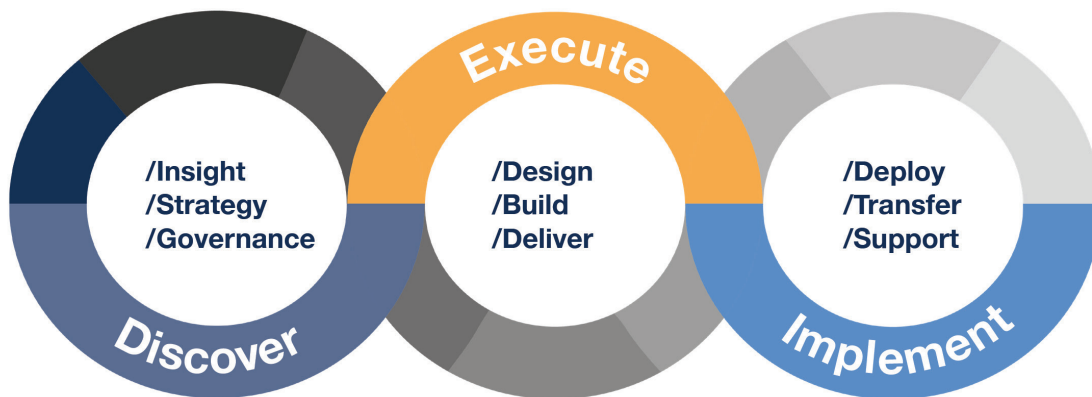 Execute
/Insight
/Strategy
/Governance
/Design
/Build
/Deliver
/Deploy
/Transfer
/Support
Discover
Implement